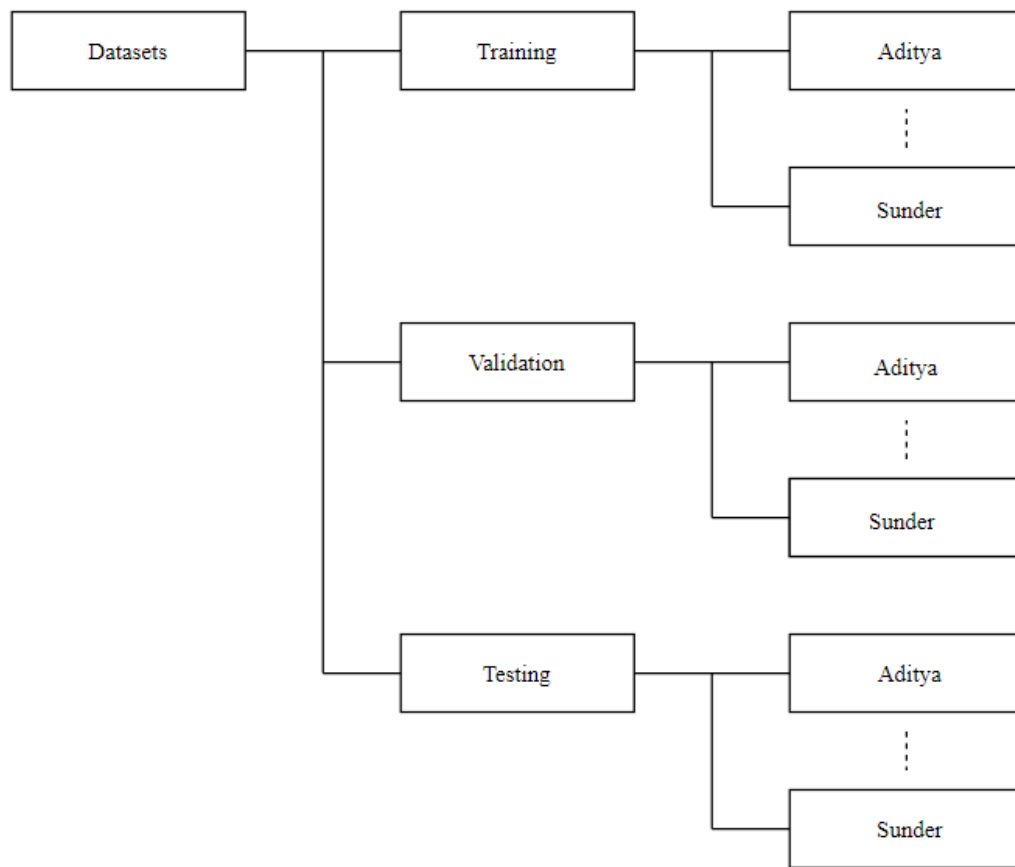 Datasets
Training
Aditya
Sunder
Validation
Aditya
Sunder
Testing
Aditya
Sunder